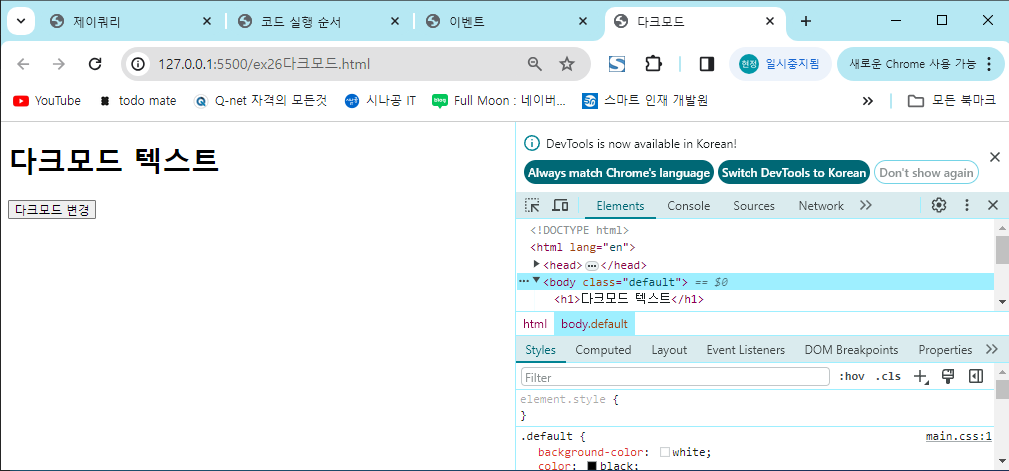 제이쿼리 코드 실행 순서 이벤트 다크모드
127.0.0.1:5500/ex26다크모드.html 현정 일시중지됨 새로운 Chrome 사용 가능
YouTube todo mate Q-net 자격의 모든것 시나공 IT Full Moon : 네이버... 스마트 인재 개발원 모든 북마크
다크모드 텍스트
다크모드 변경
DevTools is now available in Korean!
Always match Chrome's language Switch DevTools to Korean Don't show again
Elements Console Sources Network
<!DOCTYPE html>
<html lang="en">
<head> ••• </head>
••• <body class="default"> == $0
<h1>다크모드 텍스트</h1>
html body.default
Styles Computed Layout Event Listeners DOM Breakpoints Properties
Filter :hov .cls
element.style {
}
.default { main.css:1
background-color: white;
color: black;